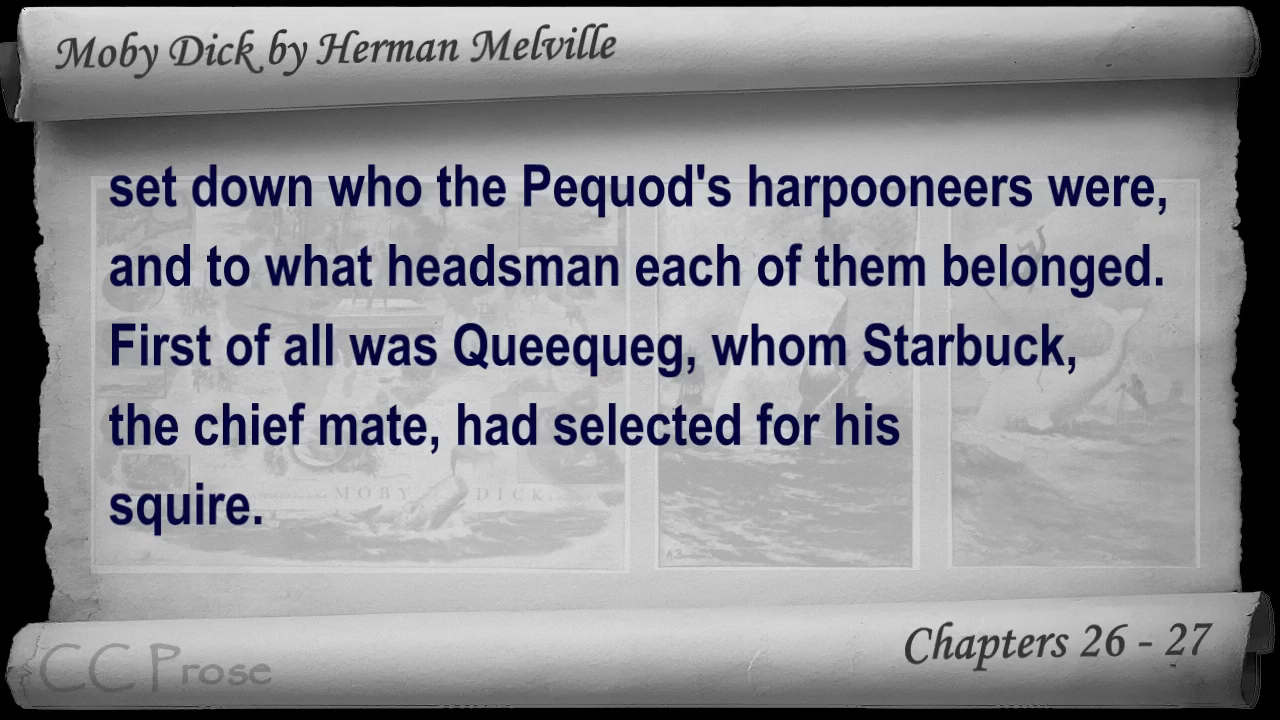 Moby Dick by Herman Melville
set down who the Pequod's harpooneers were,
and to what headsman each of them belonged.
First of all was Queequeg, whom Starbuck,
the chief mate, had selected for his
squire.
MOBY DICK
Chapters 26 - 27
CC Prose